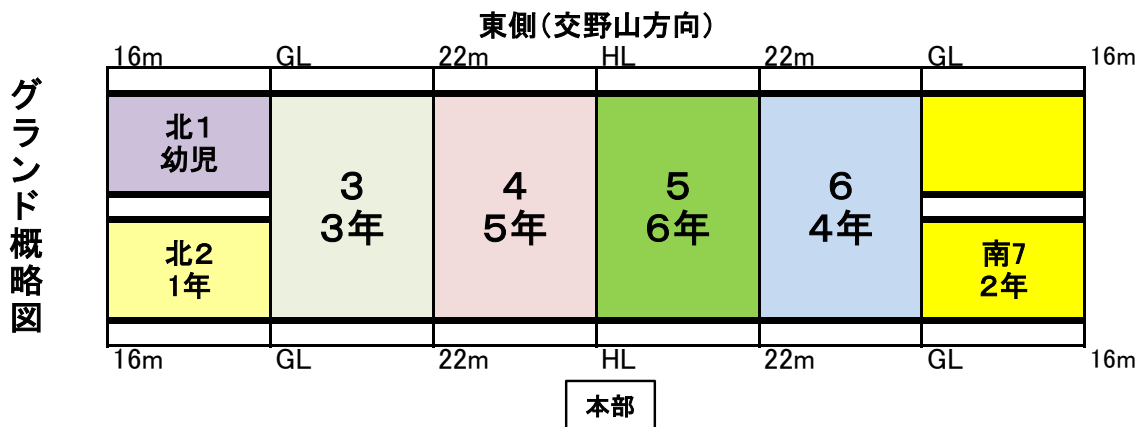 東側(交野山方向)
16m GL 22m HL 22m GL 16m
グランド概略図
北1
幼児
3
3年
4
5年
5
6年
6
4年
北2
1年
南7
2年
16m GL 22m HL 22m GL 16m
本部